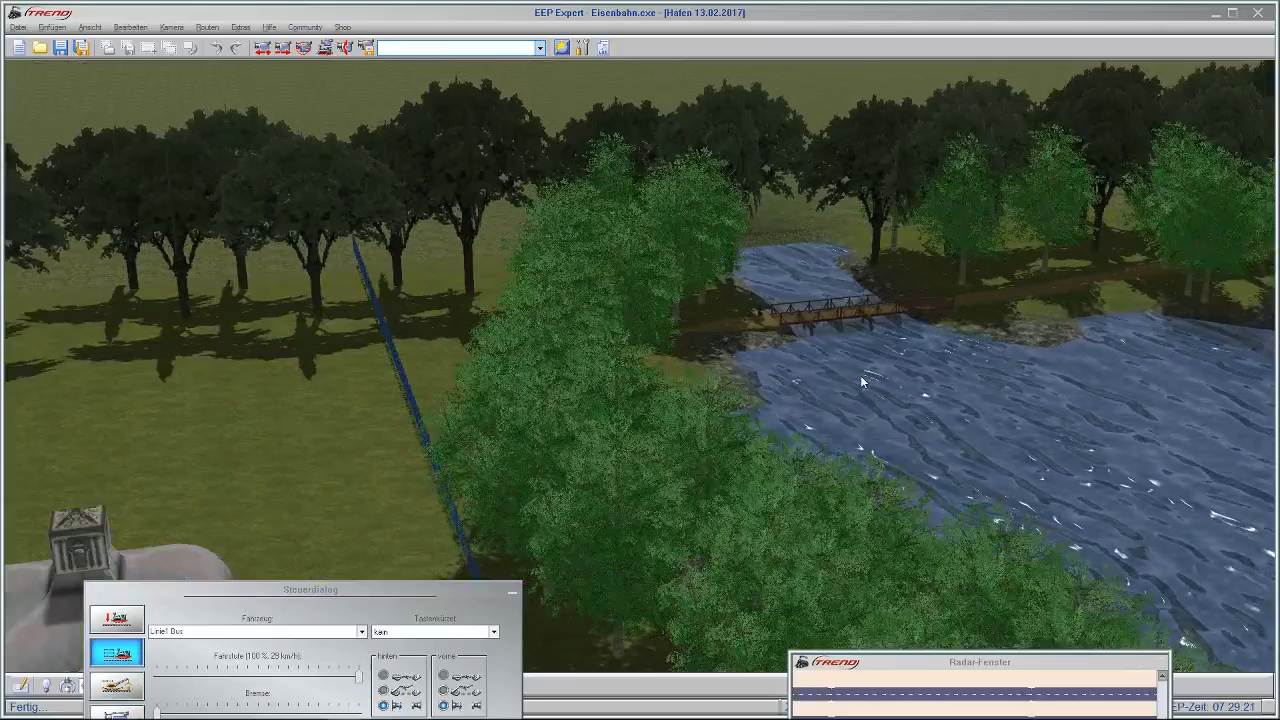 TREND EEP Expert - Eisenbahn.exe - [Hafen 13.02.2017]
Datei Einfügen Ansicht Bearbeiten Kamera Routen Extras Hilfe Community Shop
Steuerdialog
Fahrzeug: Tastenkürzel:
Linie1 Bus kein
Fahrstufe (100 %, 29 km/h): hinten vorne
Bremse:
TREND Radar-Fenster
Fertig... EEP-Zeit: 07.29.21